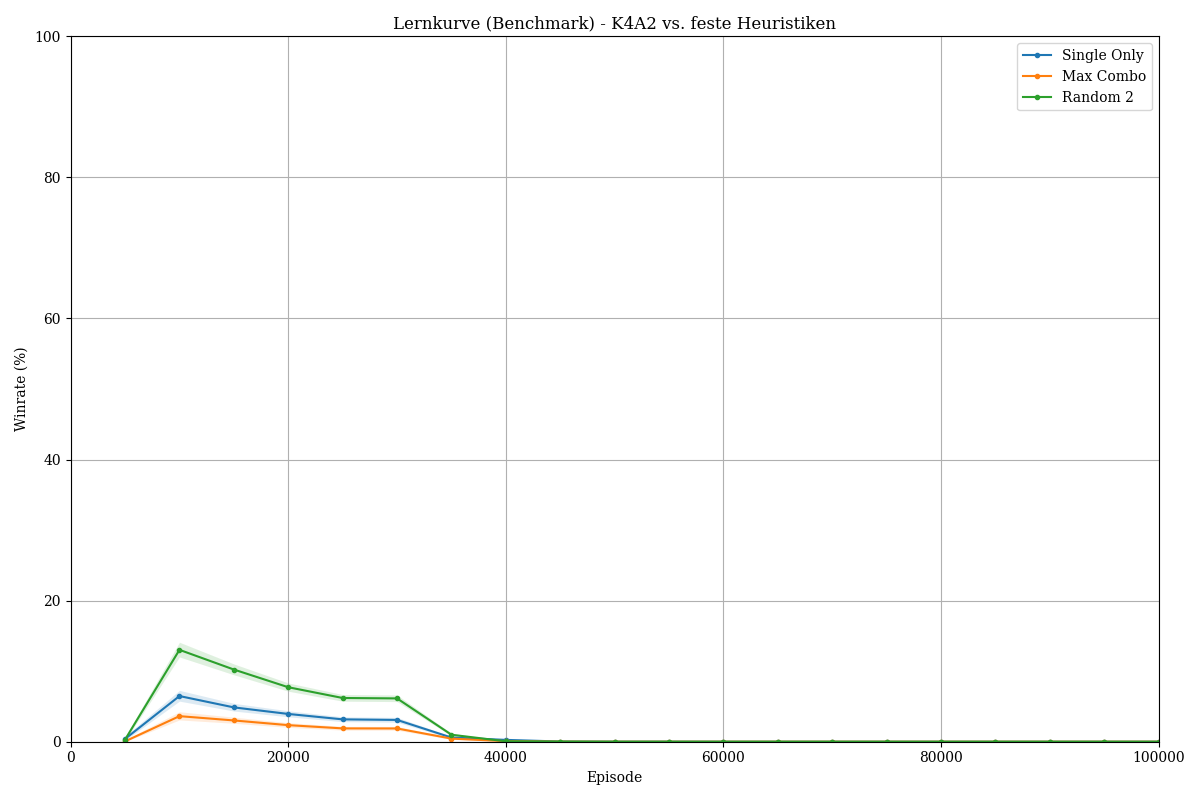 Lernkurve (Benchmark) - K4A2 vs. feste Heuristiken
100
80
60
40
20
0
Winrate (%)
Single Only
Max Combo
Random 2
0 20000 40000 60000 80000 100000
Episode